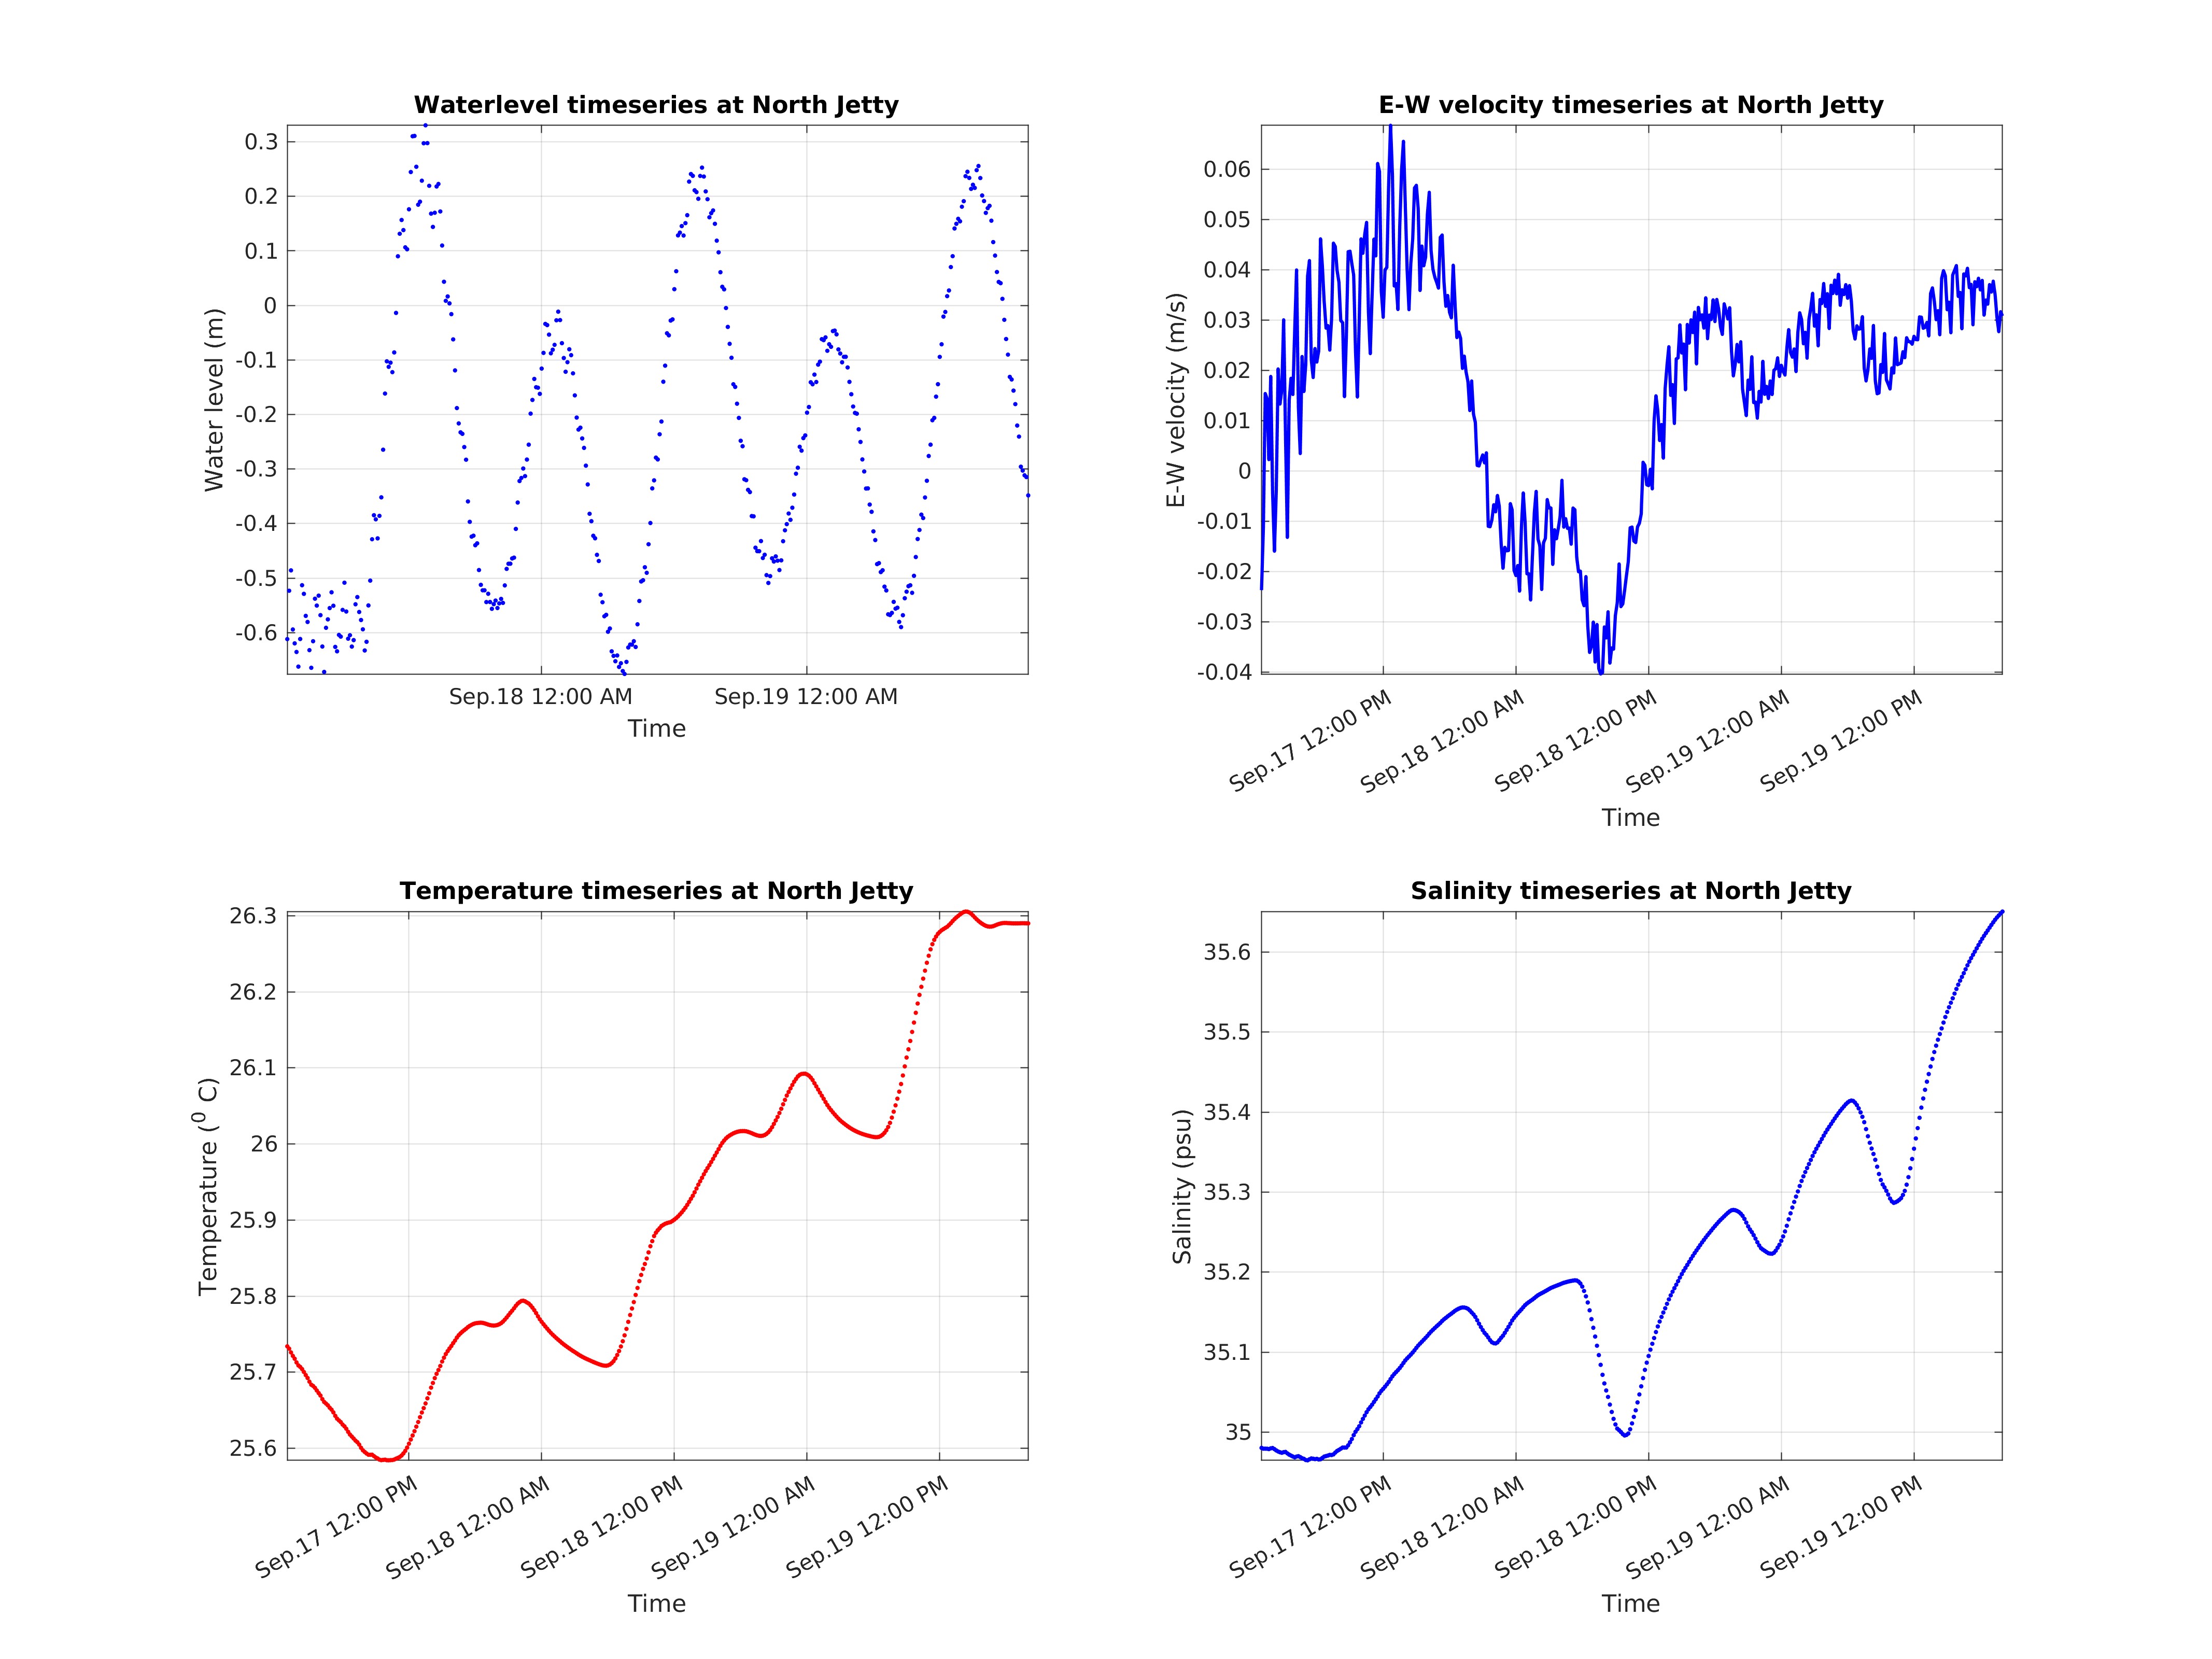 Waterlevel timeseries at North Jetty
0.3
0.2
0.1
0
-0.1
-0.2
-0.3
-0.4
-0.5
-0.6
Water level (m)
Sep.18 12:00 AM
Sep.19 12:00 AM
Time
E-W velocity timeseries at North Jetty
0.06
0.05
0.04
0.03
0.02
0.01
0
-0.01
-0.02
-0.03
-0.04
E-W velocity (m/s)
Sep.17 12:00 PM
Sep.18 12:00 AM
Sep.18 12:00 PM
Sep.19 12:00 AM
Sep.19 12:00 PM
Time
Temperature timeseries at North Jetty
26.3
26.2
26.1
26
25.9
25.8
25.7
25.6
Temperature (⁰ C)
Sep.17 12:00 PM
Sep.18 12:00 AM
Sep.18 12:00 PM
Sep.19 12:00 AM
Sep.19 12:00 PM
Time
Salinity timeseries at North Jetty
35.6
35.5
35.4
35.3
35.2
35.1
35
Salinity (psu)
Sep.17 12:00 PM
Sep.18 12:00 AM
Sep.18 12:00 PM
Sep.19 12:00 AM
Sep.19 12:00 PM
Time